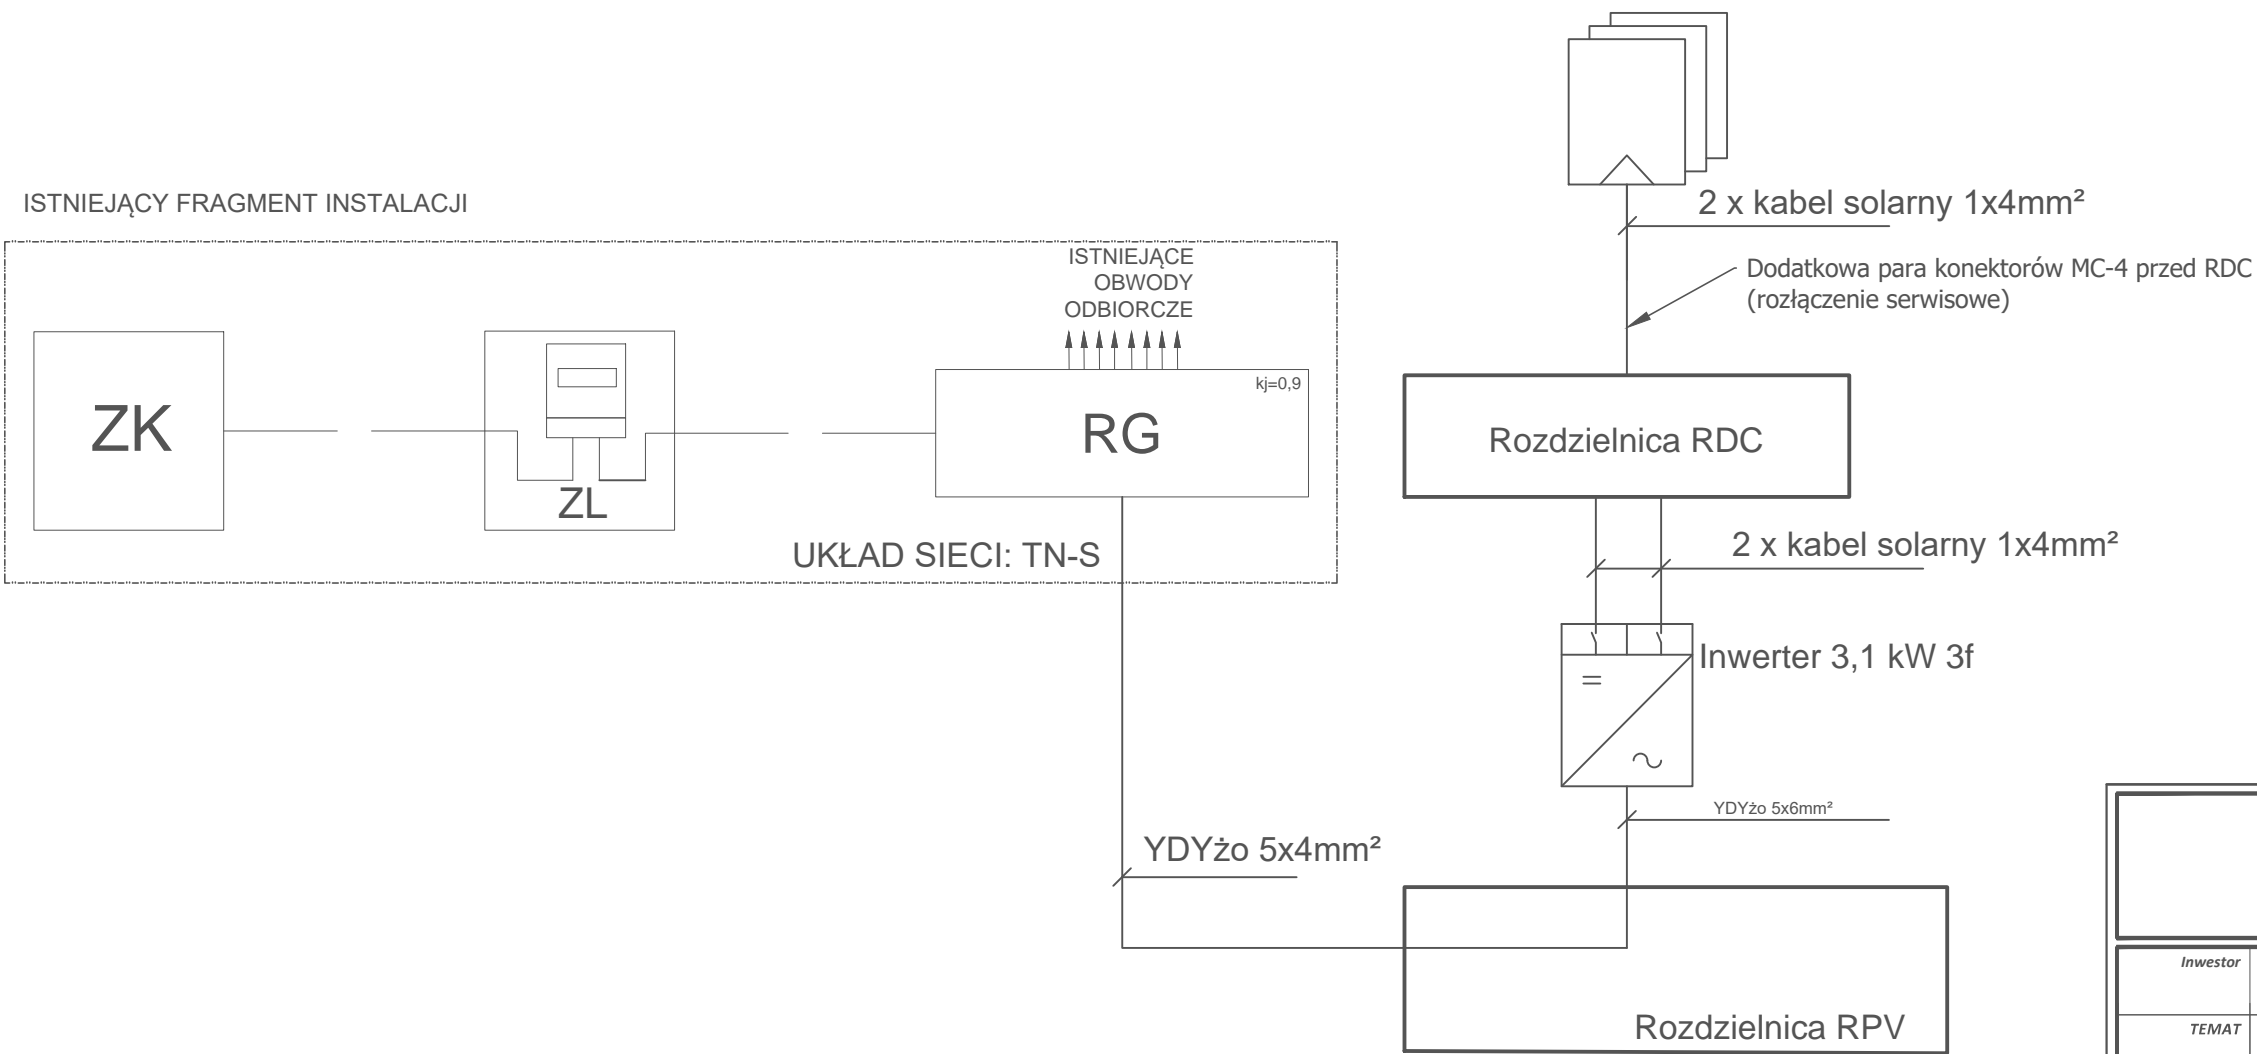 2 x kabel solarny 1x4mm²
ISTNIEJĄCY FRAGMENT INSTALACJI
ISTNIEJĄCE
OBWODY
ODBIORCZE
Dodatkowa para konektorów MC-4 przed RDC
(rozłączenie serwisowe)
kj=0,9
ZK
ZL
RG
Rozdzielnica RDC
UKŁAD SIECI: TN-S
2 x kabel solarny 1x4mm²
Inwerter 3,1 kW 3f
YDYżo 5x6mm²
YDYżo 5x4mm²
Rozdzielnica RPV
Inwestor
TEMAT